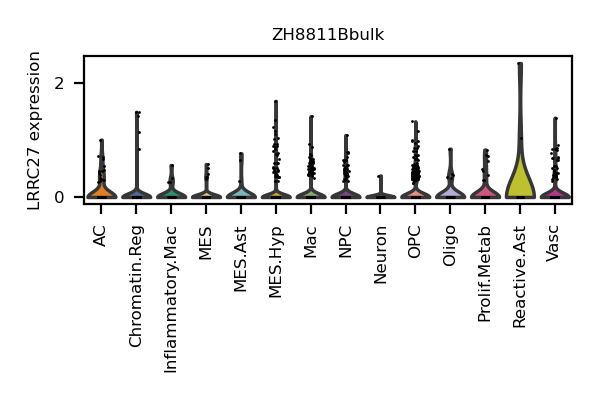 ZH8811Bbulk
LRRC27 expression
2
0
AC
Chromatin.Reg
Inflammatory.Mac
MES
MES.Ast
MES.Hyp
Mac
NPC
Neuron
OPC
Oligo
Prolif.Metab
Reactive.Ast
Vasc